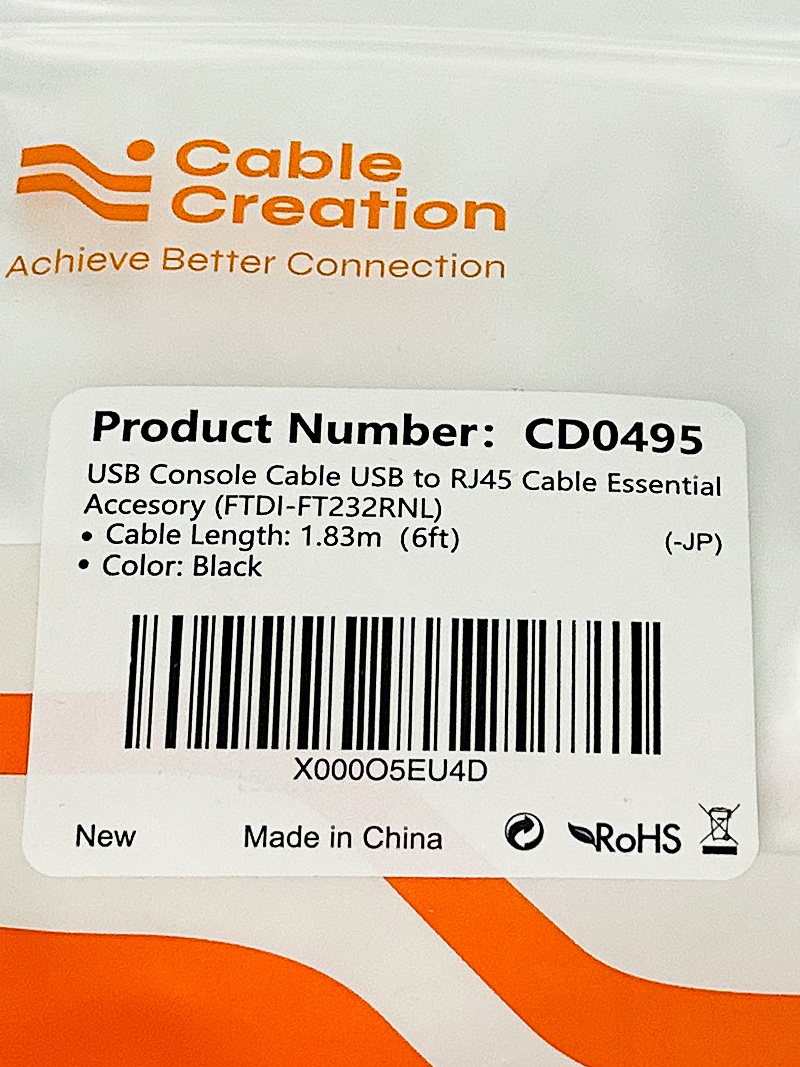 Cable
Creation
Achieve Better Connection
Product Number: CD0495
USB Console Cable USB to RJ45 Cable Essential
Accesory (FTDI-FT232RNL)
• Cable Length: 1.83m (6ft) (-JP)
• Color: Black
X000O5EU4D
New Made in China RoHS